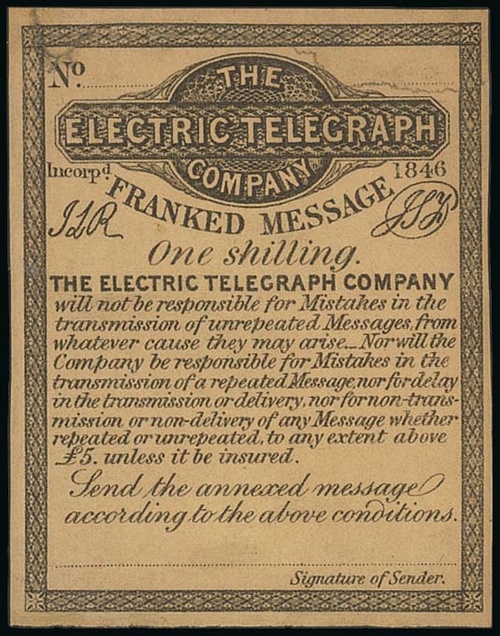 No.
THE
ELECTRIC TELEGRAPH
COMPANY
Incorpd. 1846
FRANKED MESSAGE
One shilling.
THE ELECTRIC TELEGRAPH COMPANY
will not be responsible for Mistakes in the
transmission of unrepeated Messages, from
whatever cause they may arise._Nor will the
Company be responsible for Mistakes in the
transmission of a repeated Message, nor for delay
in the transmission or delivery, nor for non-trans-
mission or non-delivery of any Message whether
repeated or unrepeated, to any extent above
£5. unless it be insured.
Send the annexed message
according to the above conditions.
Signature of Sender.